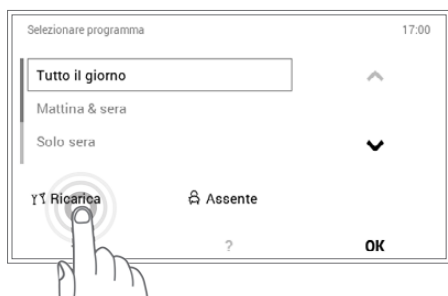 Selezionare programma 17:00
Tutto il giorno
Mattina & sera
Solo sera
Ricarica Assente
? OK